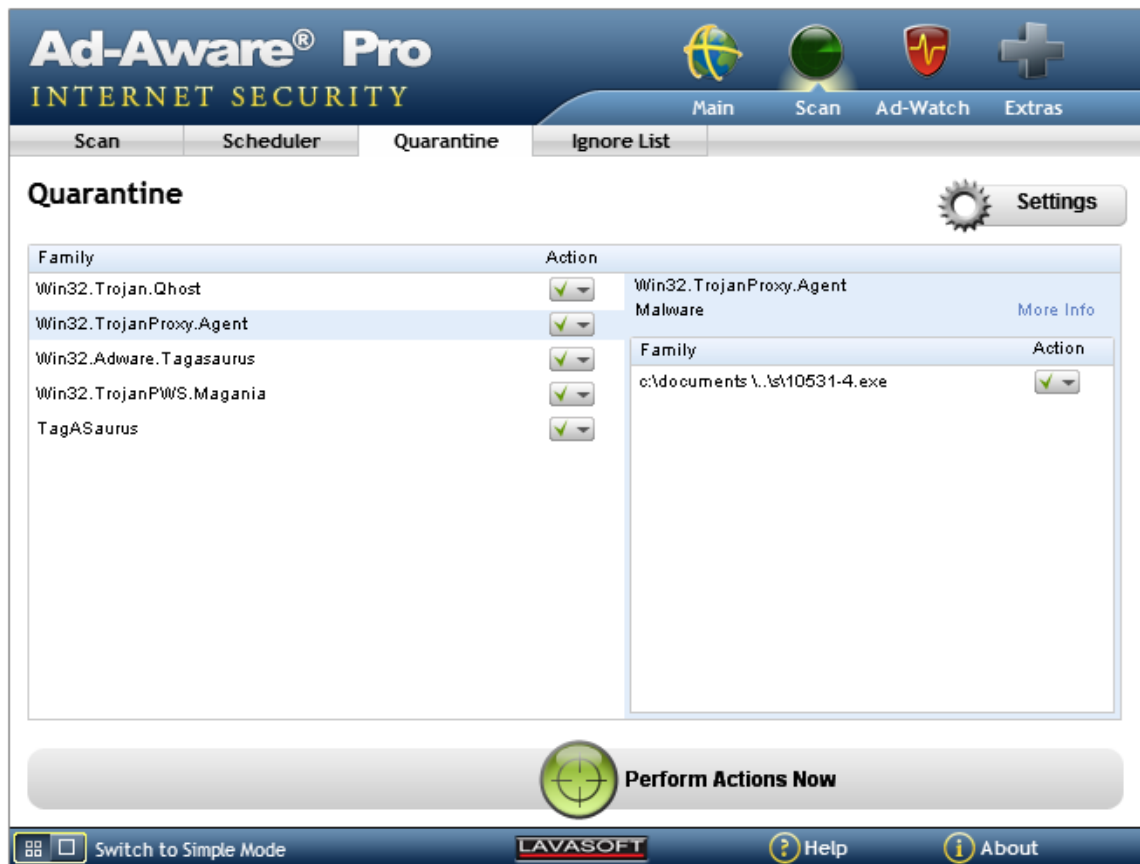 Ad-Aware® Pro
INTERNET SECURITY
Main Scan Ad-Watch Extras
Scan Scheduler Quarantine Ignore List
Quarantine
Settings
Family Action
Win32.Trojan.Qhost
Win32.TrojanProxy.Agent
Win32.Adware.Tagasaurus
Win32.TrojanPWS.Magania
TagASaurus
Win32.TrojanProxy.Agent
Malware More Info
Family Action
c:\documents \..\s\10531-4.exe
Perform Actions Now
Switch to Simple Mode LAVASOFT Help About